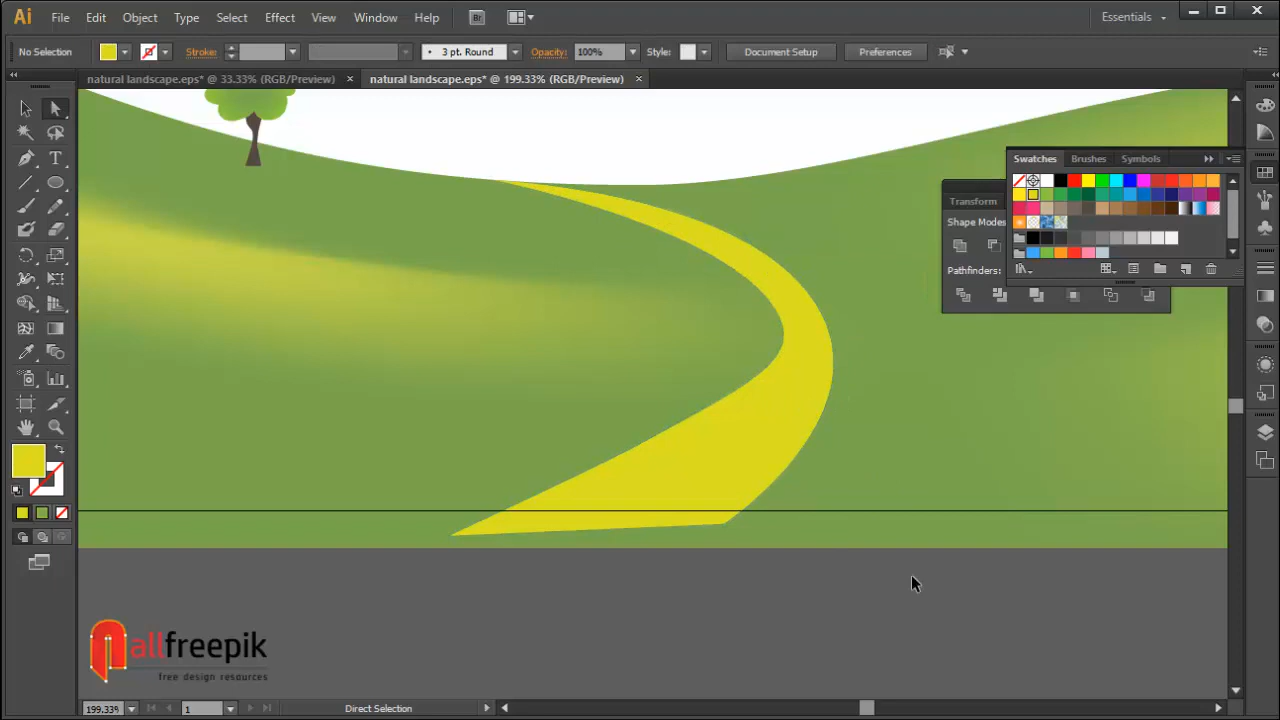 Ai File Edit Object Type Select Effect View Window Help Br Essentials
No Selection Stroke: 3 pt. Round Opacity: 100% Style: Document Setup Preferences
natural landscape.eps* @ 33.33% (RGB/Preview) × natural landscape.eps* @ 199.33% (RGB/Preview) ×
Swatches Brushes Symbols
Transform
Shape Modes
Pathfinders:
T
allfreepik
free design resources
199.33% 1 Direct Selection